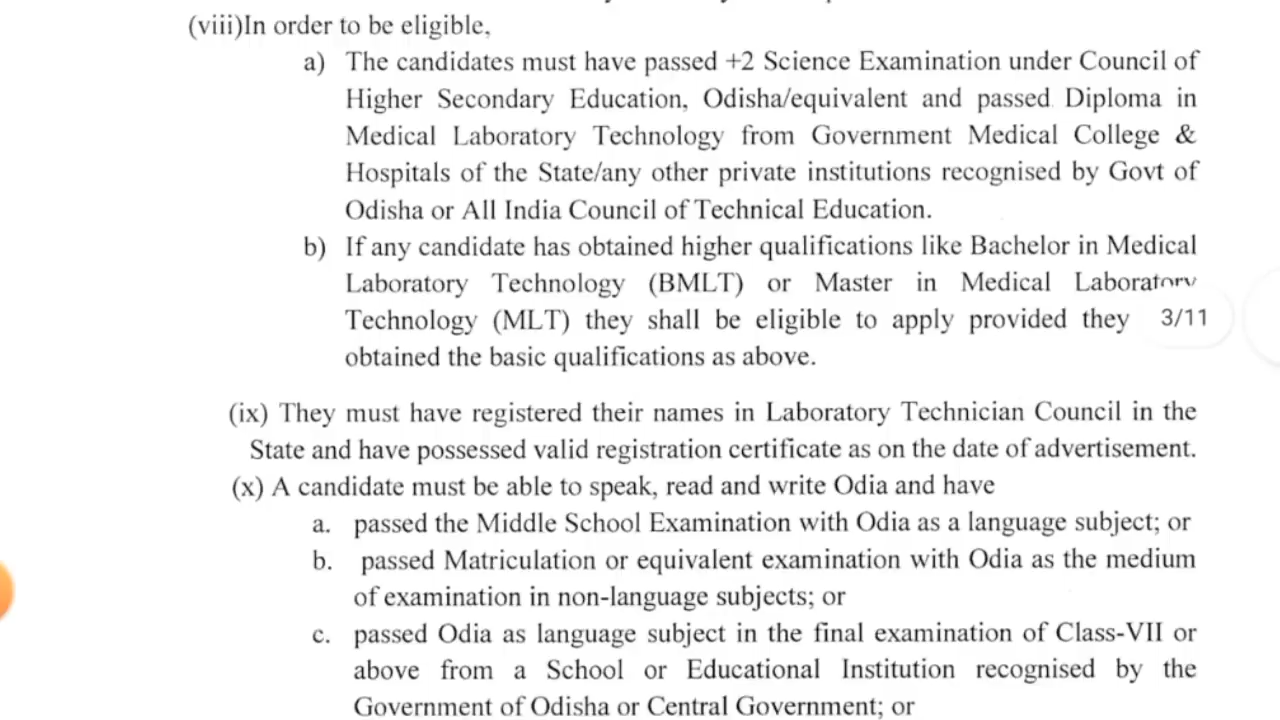 (viii)In order to be eligible,
a) The candidates must have passed +2 Science Examination under Council of
Higher Secondary Education, Odisha/equivalent and passed Diploma in
Medical Laboratory Technology from Government Medical College &
Hospitals of the State/any other private institutions recognised by Govt of
Odisha or All India Council of Technical Education.
b) If any candidate has obtained higher qualifications like Bachelor in Medical
Laboratory Technology (BMLT) or Master in Medical Laboratory
Technology (MLT) they shall be eligible to apply provided they 3/11
obtained the basic qualifications as above.
(ix) They must have registered their names in Laboratory Technician Council in the
State and have possessed valid registration certificate as on the date of advertisement.
(x) A candidate must be able to speak, read and write Odia and have
a. passed the Middle School Examination with Odia as a language subject; or
b. passed Matriculation or equivalent examination with Odia as the medium
of examination in non-language subjects; or
c. passed Odia as language subject in the final examination of Class-VII or
above from a School or Educational Institution recognised by the
Government of Odisha or Central Government; or